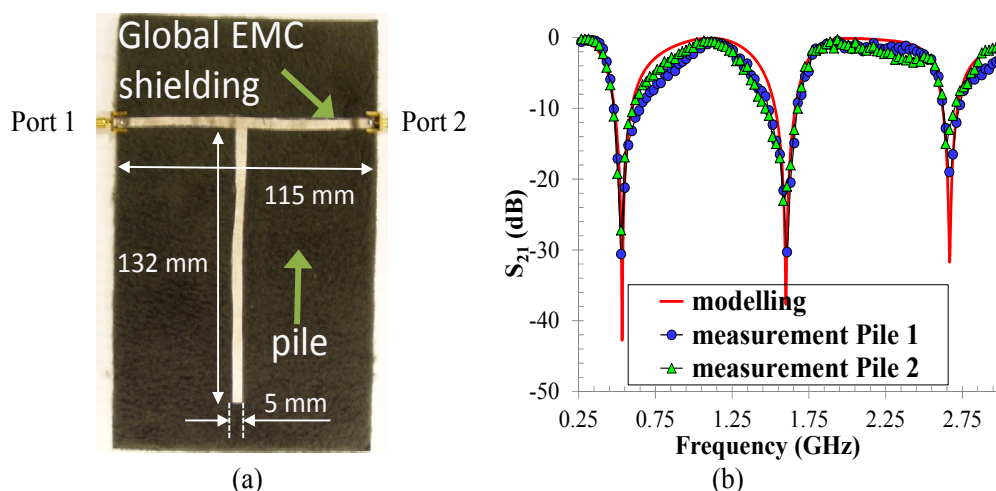 Global EMC
shielding
Port 1
Port 2
115 mm
132 mm
pile
5 mm
(a)
0
-10
-20
-30
-40
-50
S21 (dB)
modelling
measurement Pile 1
measurement Pile 2
0.25 0.75 1.25 1.75 2.25 2.75
Frequency (GHz)
(b)